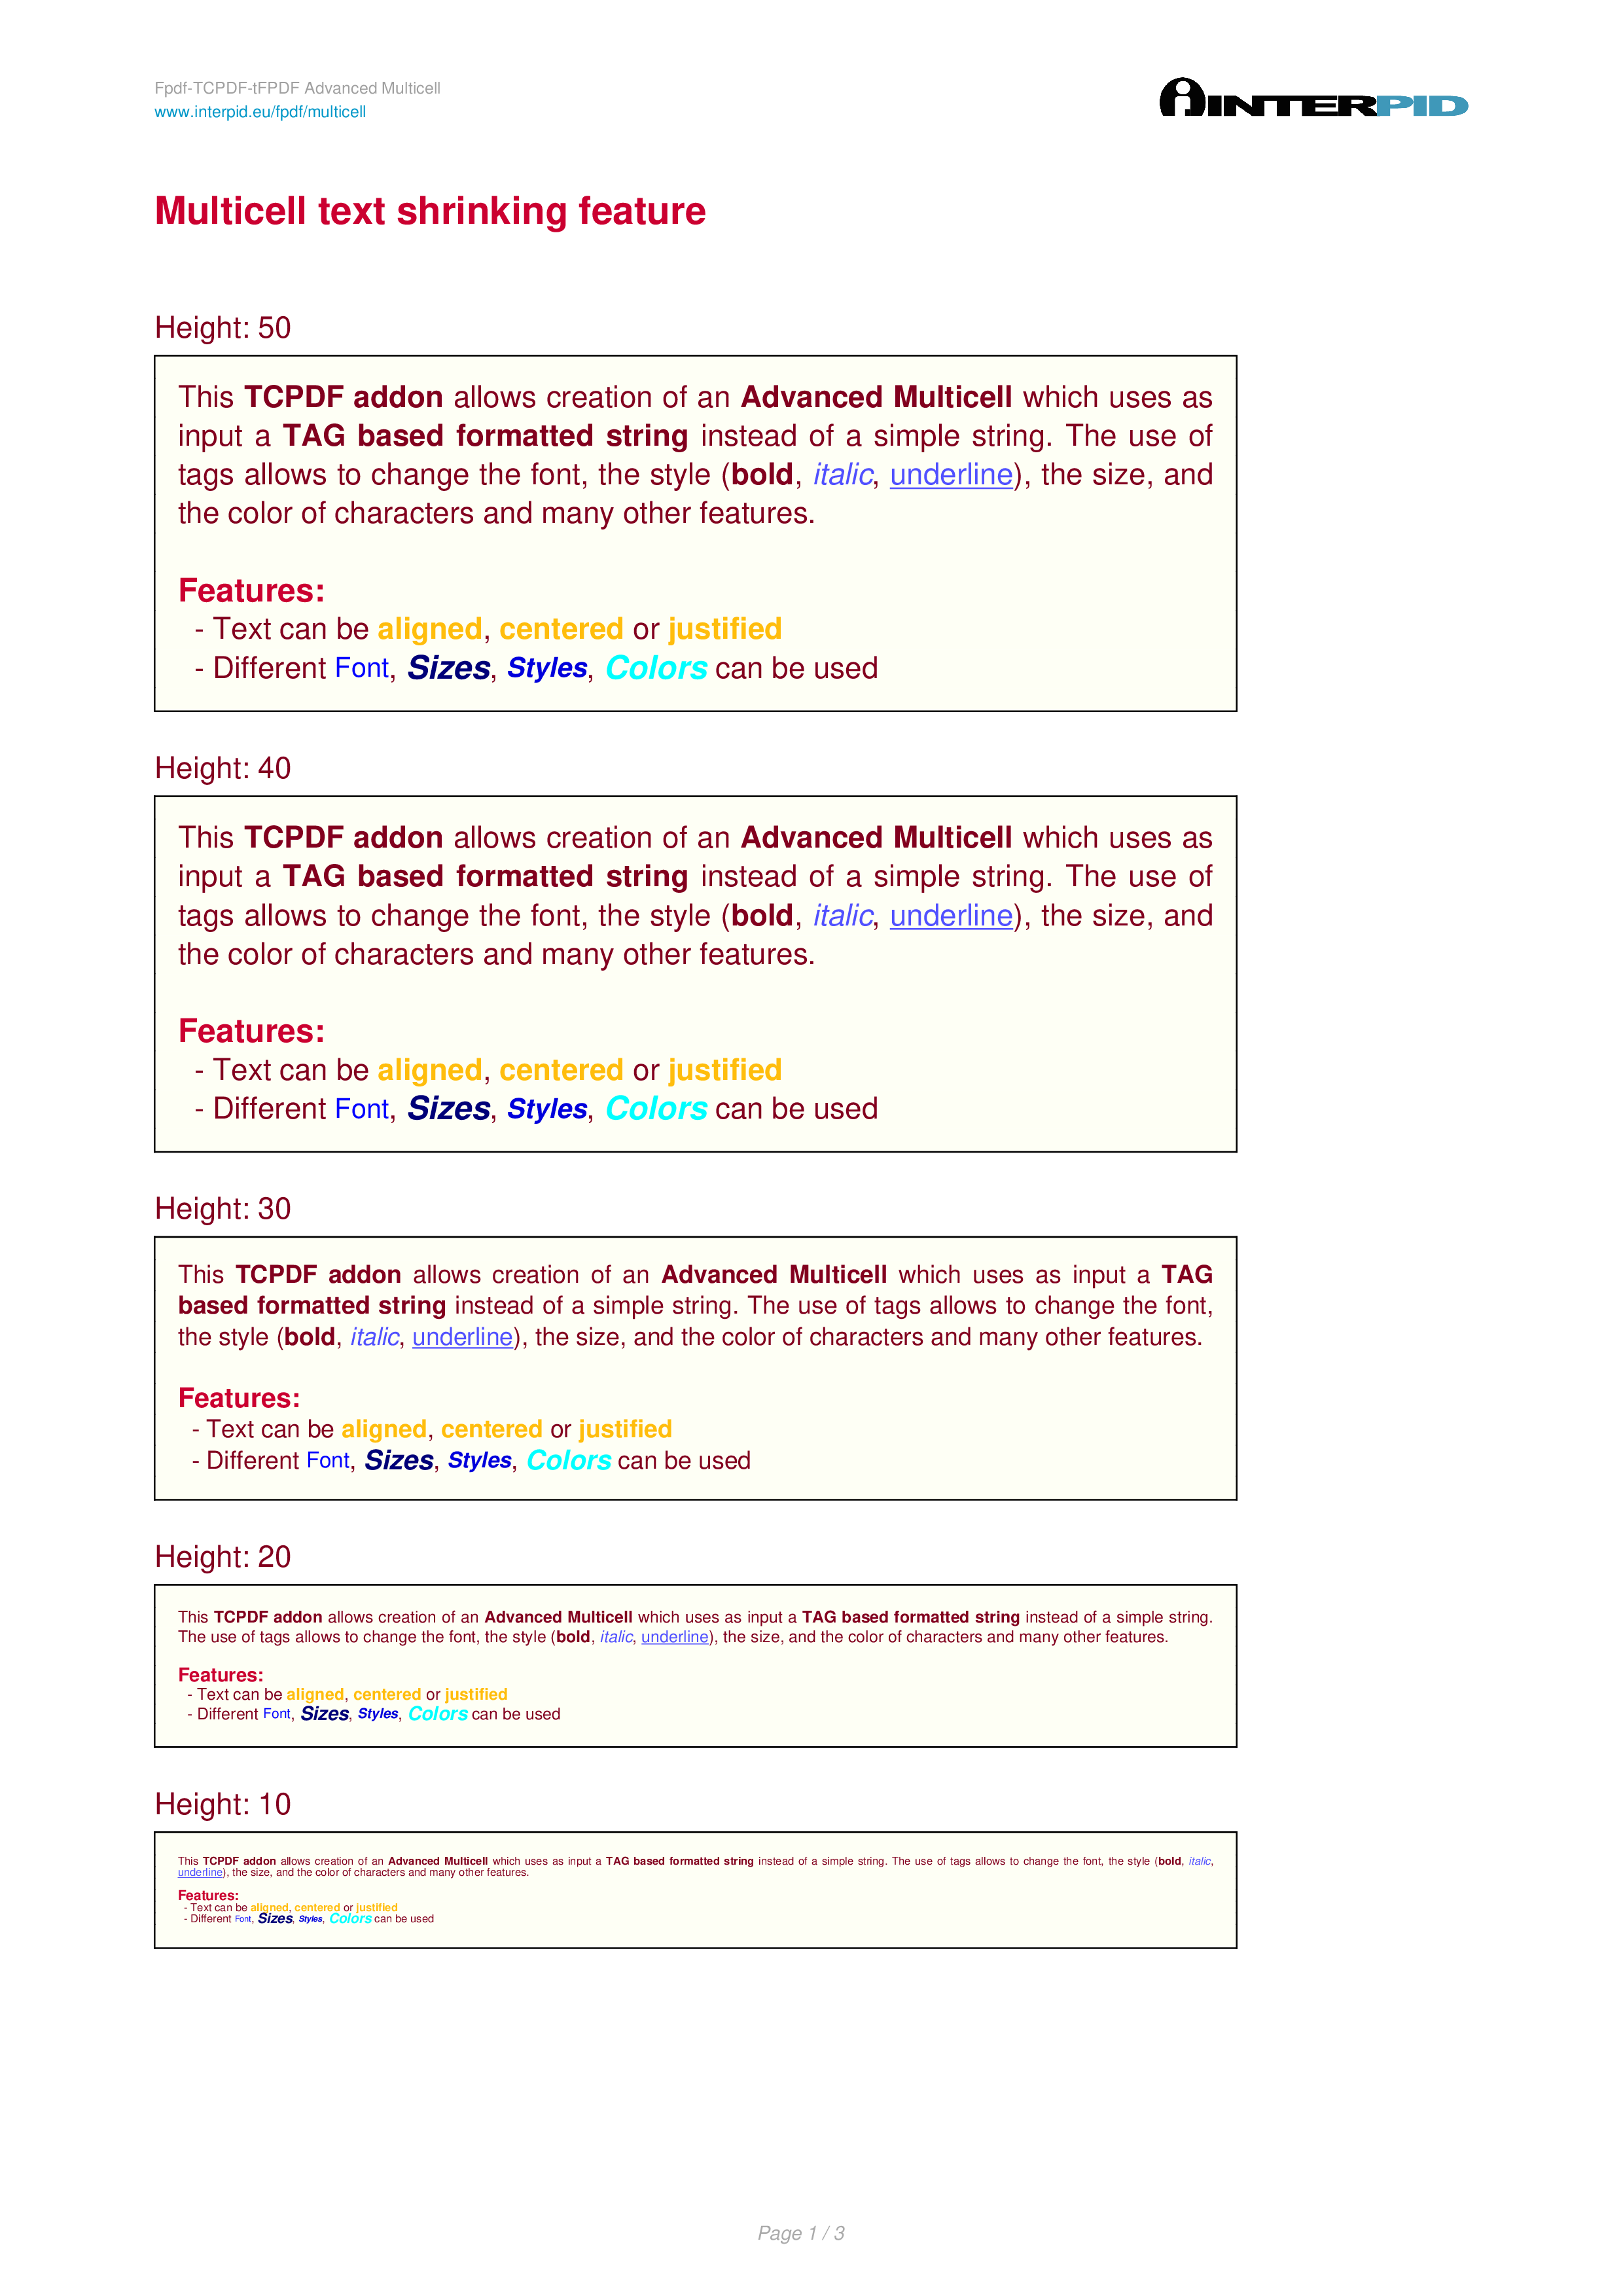 Fpdf-TCPDF-tFPDF Advanced Multicell
www.interpid.eu/fpdf/multicell
INTERPID
Multicell text shrinking feature
Height: 50
This TCPDF addon allows creation of an Advanced Multicell which uses as
input a TAG based formatted string instead of a simple string. The use of
tags allows to change the font, the style (bold, italic, underline), the size, and
the color of characters and many other features.
Features:
- Text can be aligned, centered or justified
- Different Font, Sizes, Styles, Colors can be used
Height: 40
This TCPDF addon allows creation of an Advanced Multicell which uses as
input a TAG based formatted string instead of a simple string. The use of
tags allows to change the font, the style (bold, italic, underline), the size, and
the color of characters and many other features.
Features:
- Text can be aligned, centered or justified
- Different Font, Sizes, Styles, Colors can be used
Height: 30
This TCPDF addon allows creation of an Advanced Multicell which uses as input a TAG
based formatted string instead of a simple string. The use of tags allows to change the font,
the style (bold, italic, underline), the size, and the color of characters and many other features.
Features:
- Text can be aligned, centered or justified
- Different Font, Sizes, Styles, Colors can be used
Height: 20
This TCPDF addon allows creation of an Advanced Multicell which uses as input a TAG based formatted string instead of a simple string.
The use of tags allows to change the font, the style (bold, italic, underline), the size, and the color of characters and many other features.
Features:
- Text can be aligned, centered or justified
- Different Font, Sizes, Styles, Colors can be used
Height: 10
This TCPDF addon allows creation of an Advanced Multicell which uses as input a TAG based formatted string instead of a simple string. The use of tags allows to change the font, the style (bold, italic,
underline), the size, and the color of characters and many other features.
Features:
- Text can be aligned, centered or justified
- Different Font, Sizes, Styles, Colors can be used
Page 1 / 3